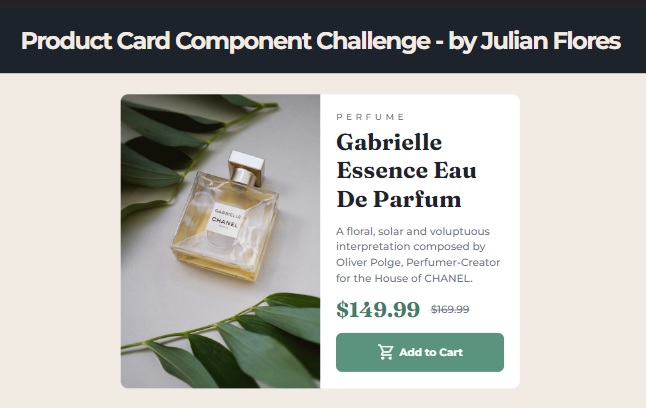 Product Card Component Challenge - by Julian Flores
PERFUME
Gabrielle
Essence Eau
De Parfum
A floral, solar and voluptuous
interpretation composed by
Oliver Polge, Perfumer-Creator
for the House of CHANEL.
$149.99 $169.99
Add to Cart
GABRIELLE
CHANEL